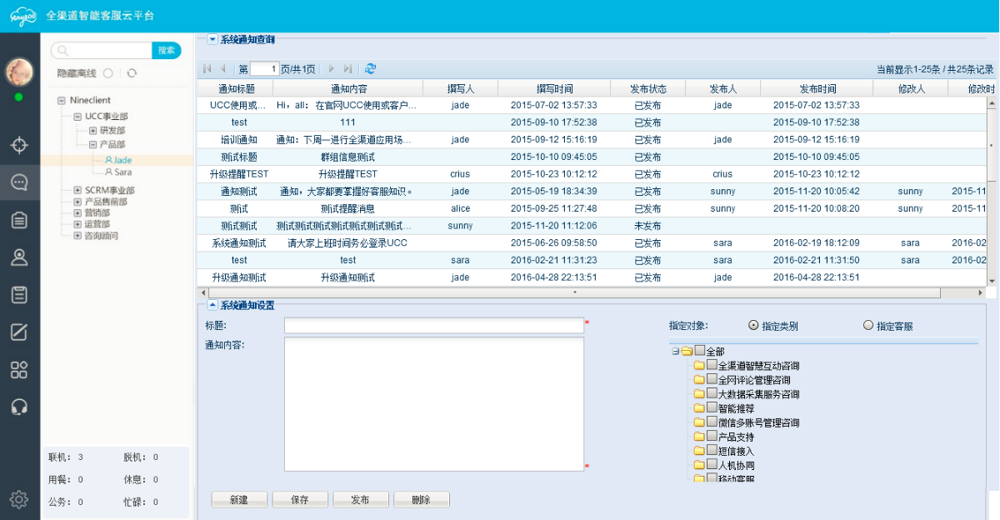 Anysoo 全渠道智能客服云平台
搜索
隐藏离线
Nineclient
UCC事业部
研发部
产品部
Jade
Sara
SCRM事业部
产品售前部
营销部
运营部
咨询顾问
联机: 3 脱机: 0
用餐: 0 休息: 0
公务: 0 忙碌: 0
系统通知查询
第 1 页/共1页 当前显示1-25条 / 共25条记录
通知标题 通知内容 撰写人 撰写时间 发布状态 发布人 发布时间 修改人 修改时
UCC使用或... Hi，all: 在官网UCC使用或客户... jade 2015-07-02 13:57:33 已发布 jade 2015-07-02 13:57:33
test 111 2015-09-10 17:52:38 已发布 2015-09-10 17:52:38
培训通知 通知: 下周一进行全渠道应用场... jade 2015-09-12 15:16:19 已发布 jade 2015-09-12 15:16:19
测试标题 群组信息测试 2015-10-10 09:45:05 已发布 2015-10-10 09:45:05
升级提醒TEST 升级提醒TEST crius 2015-10-23 10:12:12 已发布 crius 2015-10-23 10:12:12
通知测试 通知，大家都要掌握好客服知识。 jade 2015-05-19 18:34:39 已发布 sunny 2015-11-20 10:05:42 sunny 2015-11
测试 测试提醒消息 alice 2015-09-25 11:27:48 已发布 sunny 2015-11-20 10:08:20 sunny 2015-11
测试测试 测试测试测试测试测试测试测试... sunny 2015-11-20 11:12:06 未发布
系统通知测试 请大家上班时间务必登录UCC 2015-06-26 09:58:50 已发布 sara 2016-02-19 18:12:09 sara 2016-02
test test sara 2016-02-21 11:31:23 已发布 sara 2016-02-21 11:31:50 sara 2016-02
升级通知测试 升级通知测试 jade 2016-04-28 22:13:51 已发布 jade 2016-04-28 22:13:51
系统通知设置
标题: * 指定对象: 指定类别 指定客服
通知内容: *
全部
全渠道智慧互动咨询
全网评论管理咨询
大数据采集服务咨询
智能推荐
微信多账号管理咨询
产品支持
短信接入
人机协同
移动客服
新建 保存 发布 删除